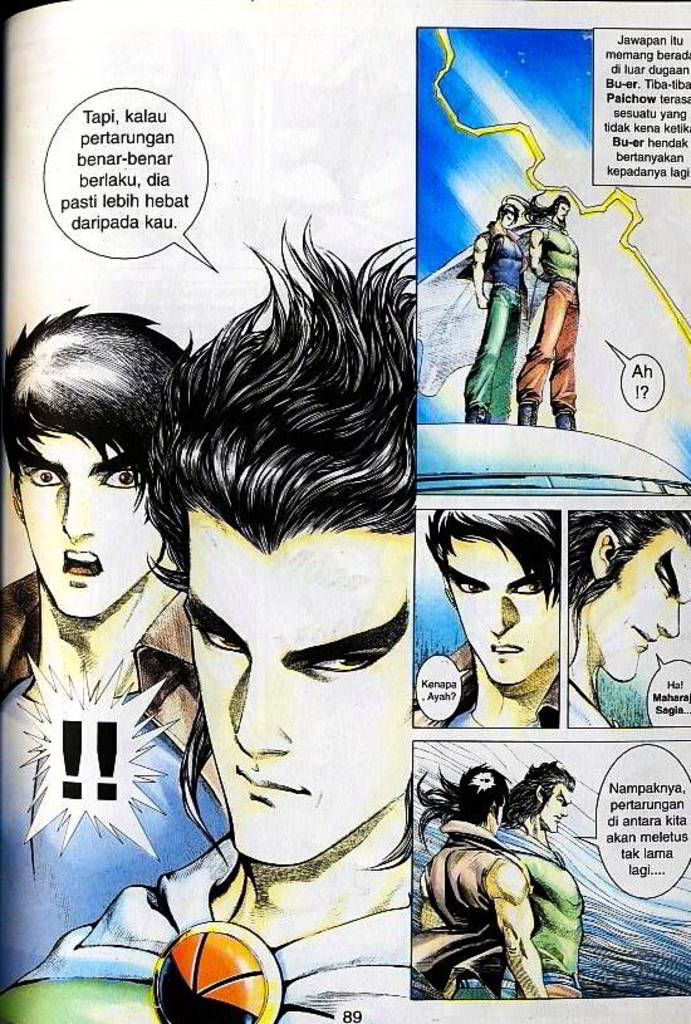 Tapi, kalau
pertarungan
benar-benar
berlaku, dia
pasti lebih hebat
daripada kau.
!!
Jawapan itu
memang berada
di luar dugaan
Bu-er. Tiba-tiba
Paichow terasa
sesuatu yang
tidak kena ketika
Bu-er hendak
bertanyakan
kepadanya lagi.
Ah
!?
Kenapa
, Ayah?
Ha!
Maharaj
Sagia...
Nampaknya,
pertarungan
di antara kita
akan meletus
tak lama
lagi....
89